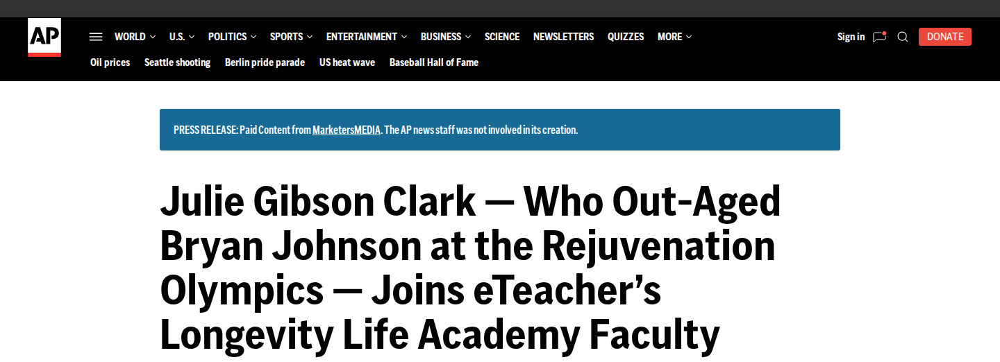 AP
WORLD U.S. POLITICS SPORTS ENTERTAINMENT BUSINESS SCIENCE NEWSLETTERS QUIZZES MORE Sign in DONATE
Oil prices Seattle shooting Berlin pride parade US heat wave Baseball Hall of Fame
PRESS RELEASE: Paid Content from MarketersMEDIA. The AP news staff was not involved in its creation.
Julie Gibson Clark — Who Out-Aged
Bryan Johnson at the Rejuvenation
Olympics — Joins eTeacher’s
Longevity Life Academy Faculty